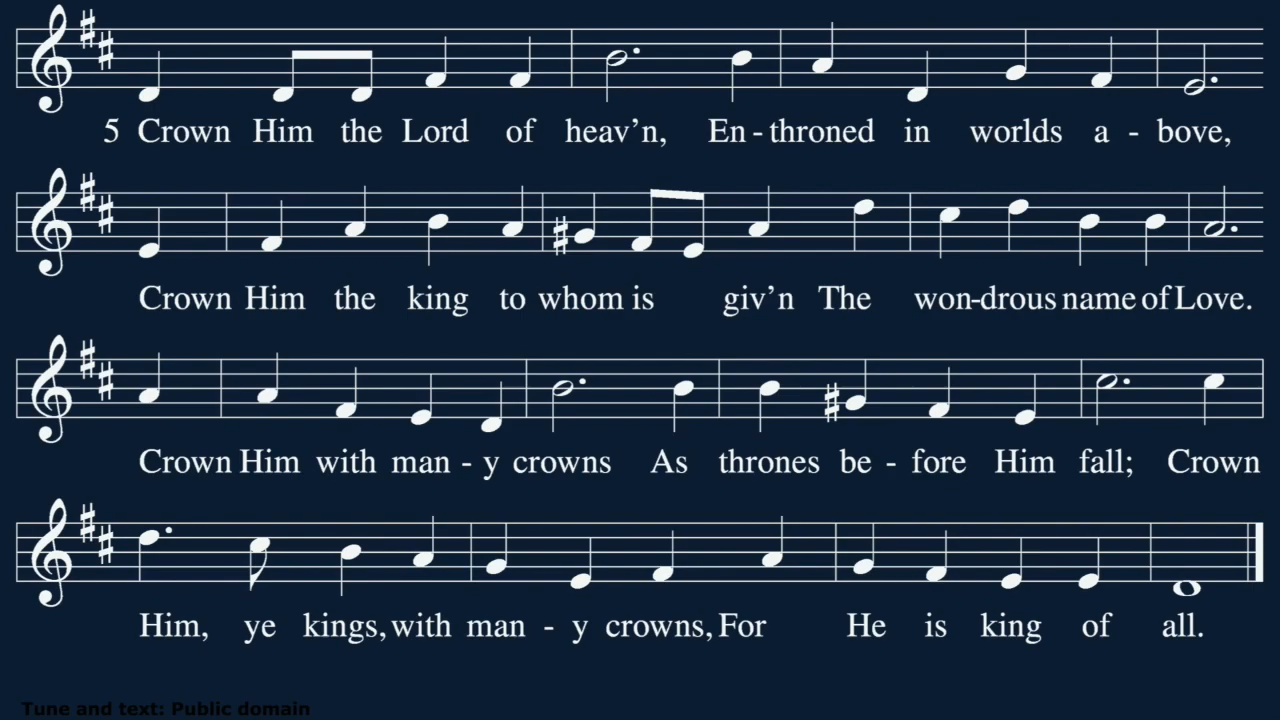 5 Crown Him the Lord of heav’n, En - throned in worlds a - bove,
Crown Him the king to whom is giv’n The won-drous name of Love.
Crown Him with man - y crowns As thrones be - fore Him fall; Crown
Him, ye kings, with man - y crowns, For He is king of all.
Tune and text: Public domain